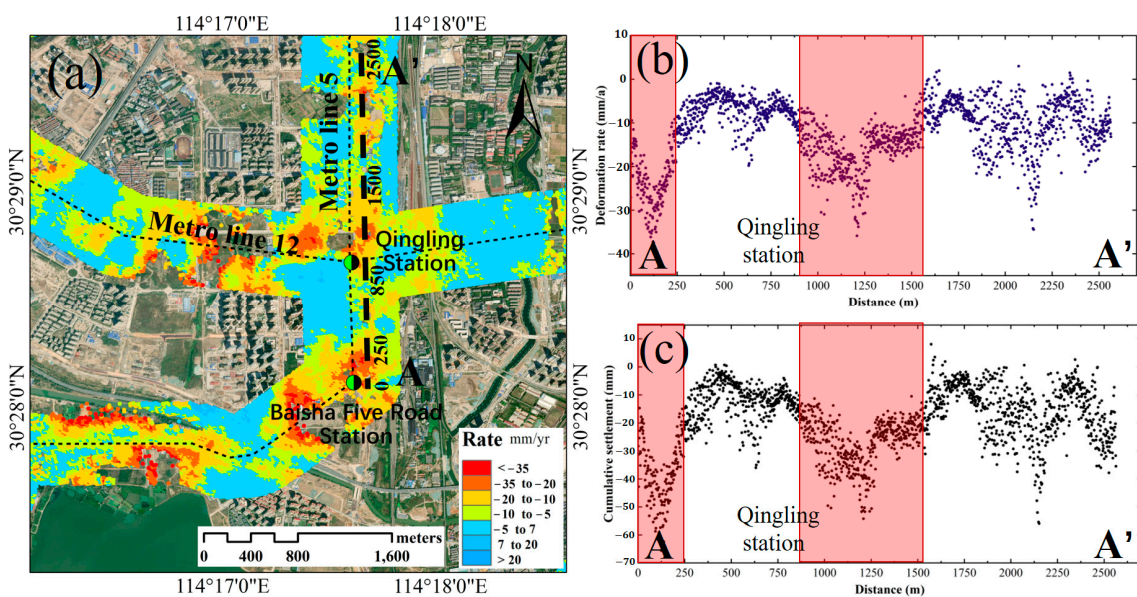 114°17'0"E
114°18'0"E
(a)
30°29'0"N
30°28'0"N
30°29'0"N
30°28'0"N
Metro line 5
2500
A'
N
1500
Metro line 12
Qingling
Station
850
250
A
0
Baisha Five Road
Station
Rate mm/yr
< -35
-35 to -20
-20 to -10
-10 to -5
-5 to 7
7 to 20
> 20
meters
0 400 800 1,600
114°17'0"E
114°18'0"E
(b)
Deformation rate (mm/a)
10
0
-10
-20
-30
-40
Qingling
station
A
A'
0 250 500 750 1000 1250 1500 1750 2000 2250 2500
Distance (m)
(c)
Cumulative settlement (mm)
10
0
-10
-20
-30
-40
-50
-60
-70
Qingling
station
A
A'
0 250 500 750 1000 1250 1500 1750 2000 2250 2500
Distance (m)